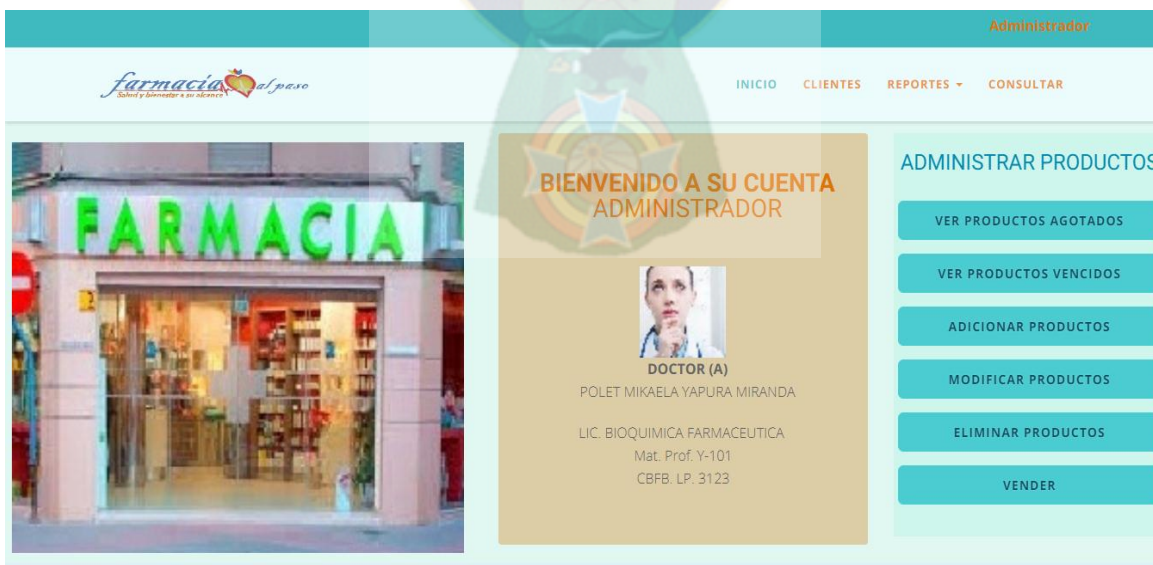 Administrador
farmacia al paso
Salud y bienestar a su alcance
INICIO CLIENTES REPORTES CONSULTAR
FARMACIA
BIENVENIDO A SU CUENTA
ADMINISTRADOR
DOCTOR (A)
POLET MIKAELA YAPURA MIRANDA
LIC. BIOQUIMICA FARMACEUTICA
Mat. Prof. Y-101
CBFB. LP. 3123
ADMINISTRAR PRODUCTOS
VER PRODUCTOS AGOTADOS
VER PRODUCTOS VENCIDOS
ADICIONAR PRODUCTOS
MODIFICAR PRODUCTOS
ELIMINAR PRODUCTOS
VENDER